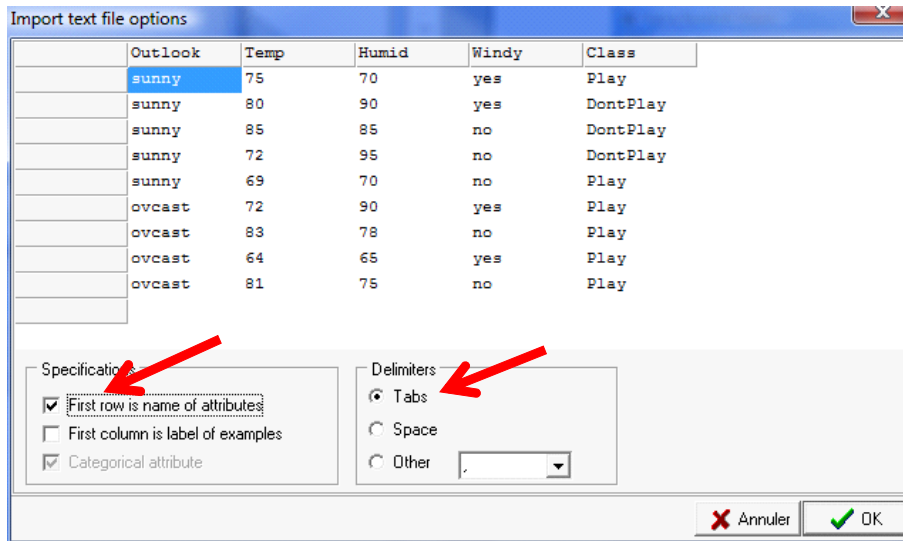 Import text file options
Outlook Temp Humid Windy Class
sunny 75 70 yes Play
sunny 80 90 yes DontPlay
sunny 85 85 no DontPlay
sunny 72 95 no DontPlay
sunny 69 70 no Play
ovcast 72 90 yes Play
ovcast 83 78 no Play
ovcast 64 65 yes Play
ovcast 81 75 no Play
Specifications Delimiters
First row is name of attributes Tabs
First column is label of examples Space
Categorical attribute Other ,
Annuler OK